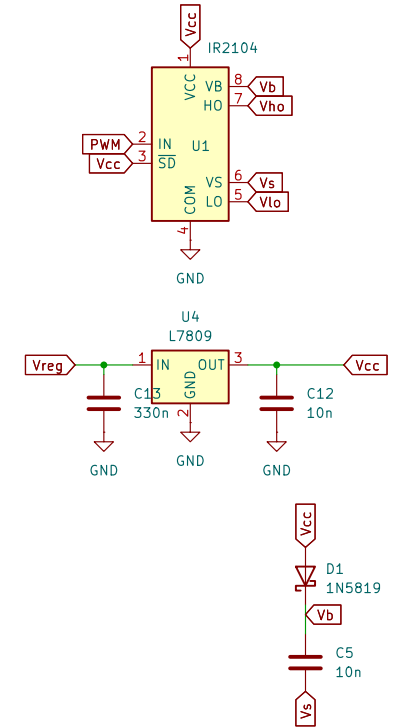 Vcc
IR2104
1
VCC
VB 8 Vb
HO 7 Vho
PWM 2 IN
U1
Vcc 3 SD
VS 6 Vs
LO 5 Vlo
COM
4
GND
U4
L7809
Vreg 1 IN OUT 3 Vcc
GND
C13
330n
2
C12
10n
GND
GND
GND
Vcc
D1
1N5819
Vb
C5
10n
Vs